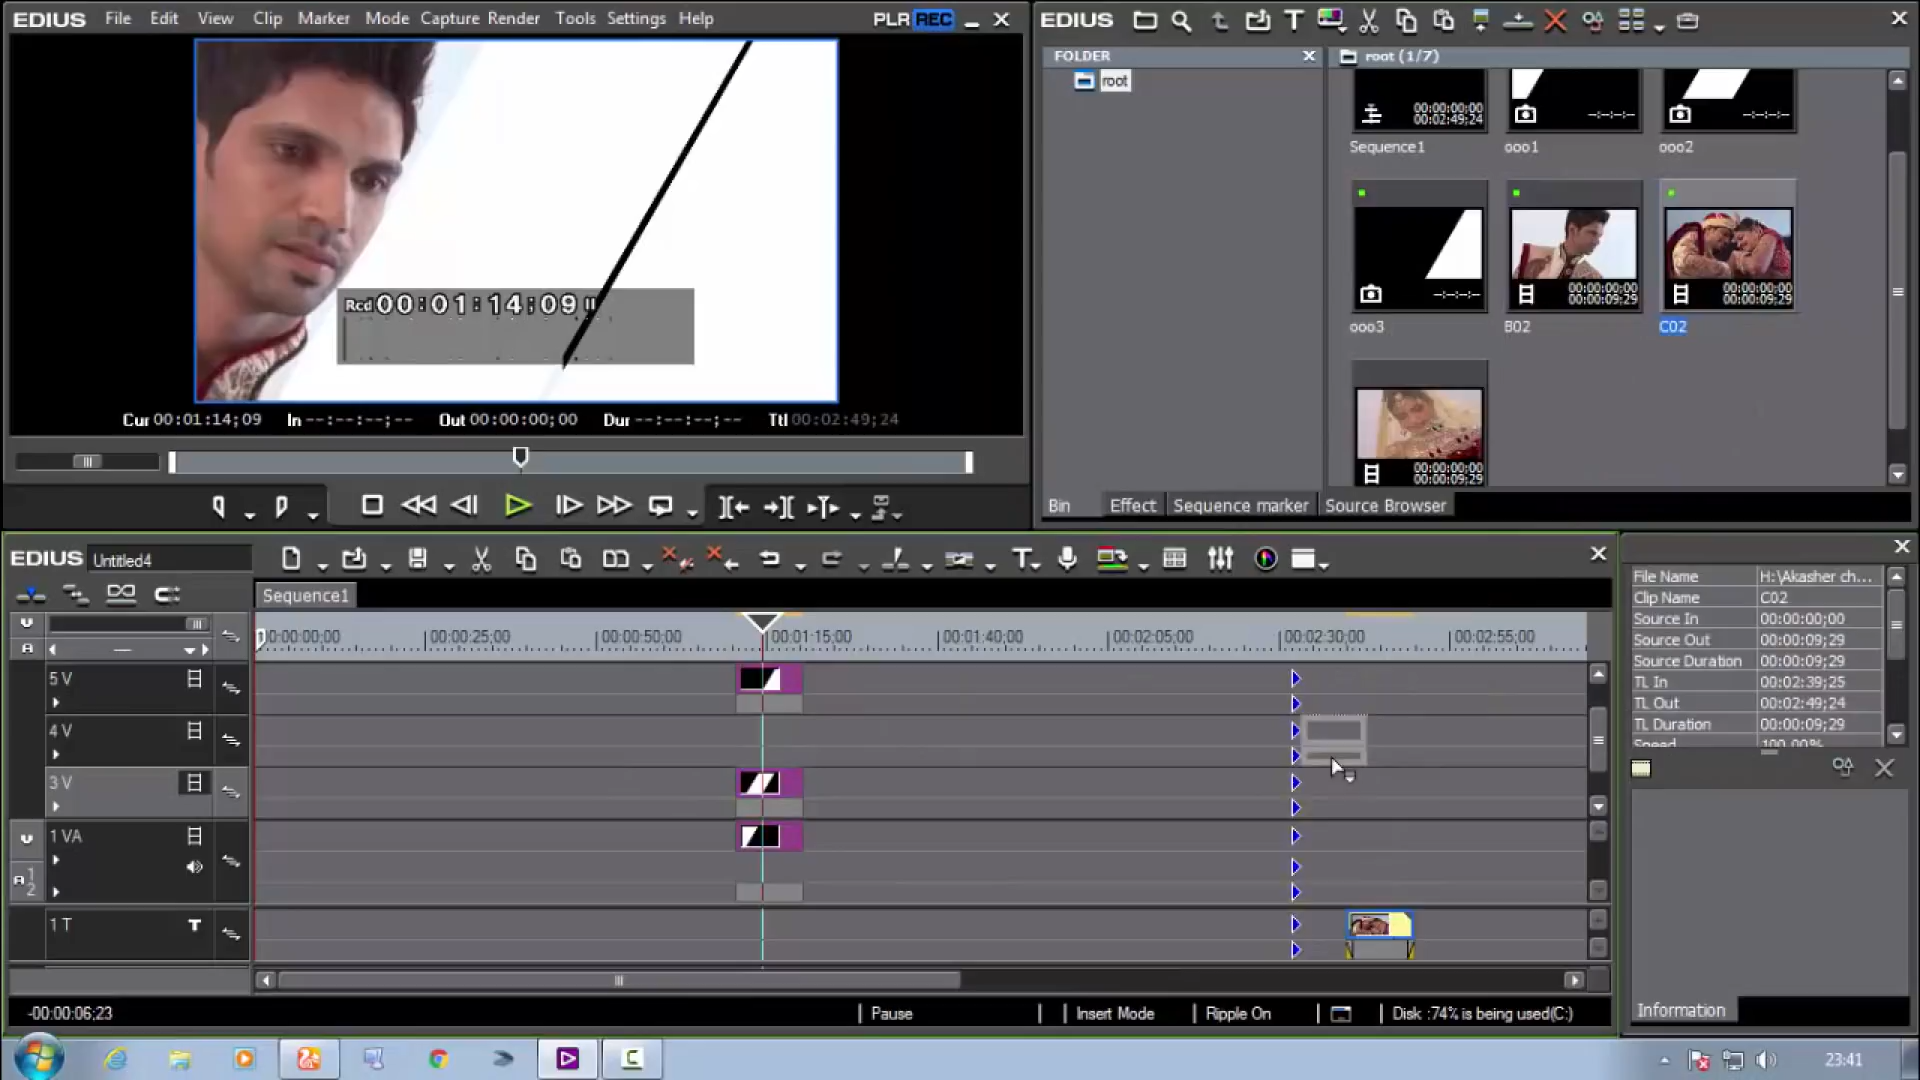 EDIUS File Edit View Clip Marker Mode Capture Render Tools Settings Help PLR REC
Rcd 00:01:14;09
Cur 00:01:14;09 In --:--:--;-- Out 00:00:00;00 Dur --:--:--;-- Ttl 00:02:49;24
EDIUS
FOLDER
root
root (1/7)
00:00:00;00
00:02:49;24
--:--:--;--
--:--:--;--
Sequence1
ooo1
ooo2
--:--:--;--
00:00:00;00
00:00:09;29
00:00:00;00
00:00:09;29
ooo3
B02
C02
00:00:00;00
00:00:09;29
Bin Effect Sequence marker Source Browser
EDIUS Untitled4
Sequence1
00:00:00;00 00:00:25;00 00:00:50;00 00:01:15;00 00:01:40;00 00:02:05;00 00:02:30;00 00:02:55;00
5 V
4 V
3 V
1 VA
A 1
2
1 T
File Name H:\Akasher ch...
Clip Name C02
Source In 00:00:00;00
Source Out 00:00:09;29
Source Duration 00:00:09;29
TL In 00:02:39;25
TL Out 00:02:49;24
TL Duration 00:00:09;29
Speed 100.00%
Information
-00:00:06;23 Pause Insert Mode Ripple On Disk :74% is being used(C:)
23:41